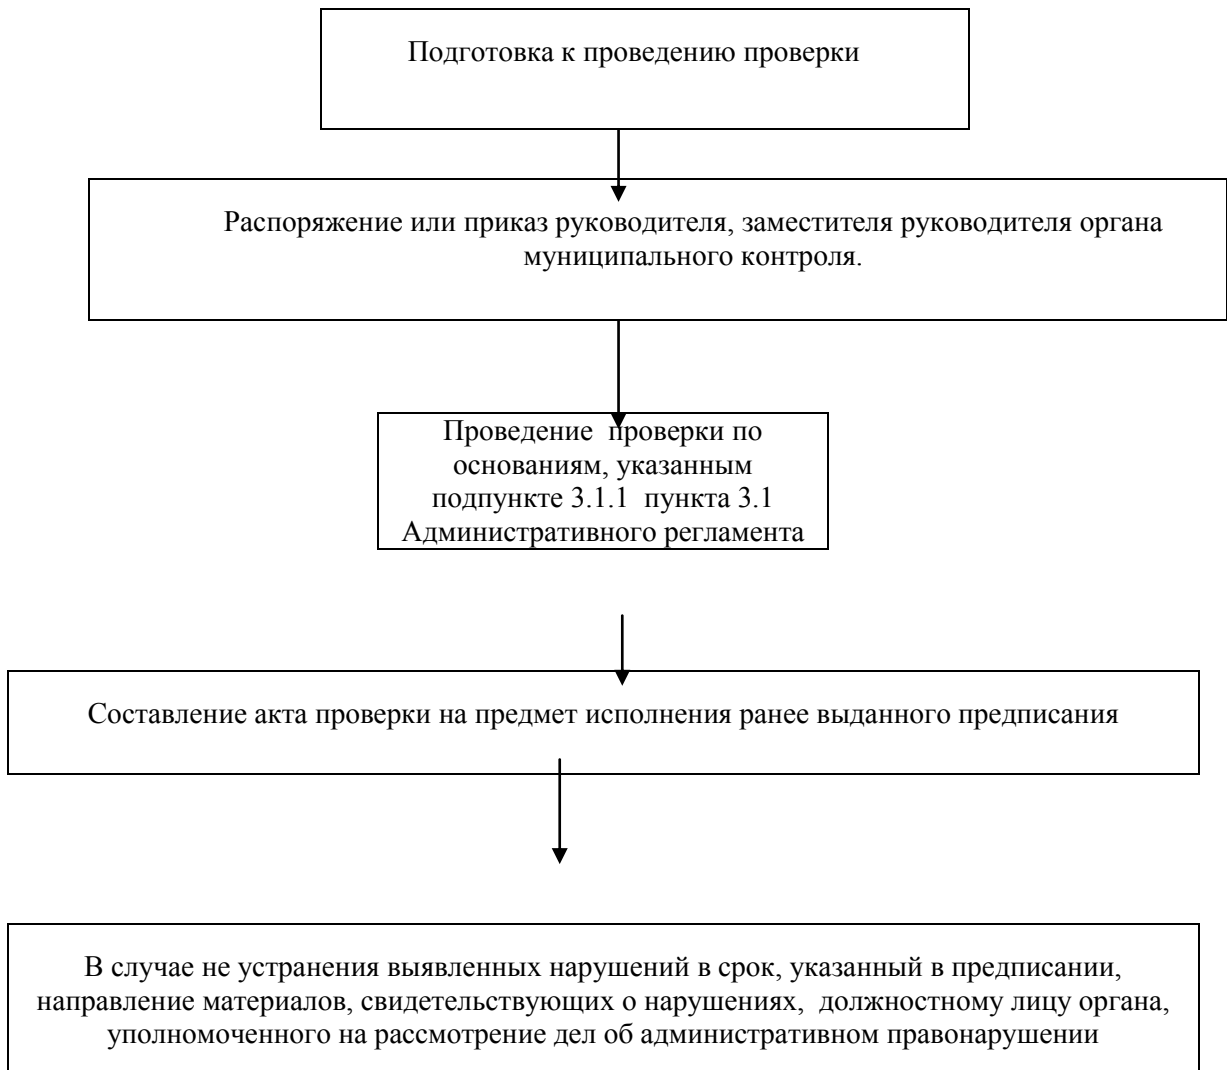 Подготовка к проведению проверки
Распоряжение или приказ руководителя, заместителя руководителя органа
муниципального контроля.
Проведение  проверки по
основаниям, указанным
подпункте 3.1.1  пункта 3.1
Административного регламента
Составление акта проверки на предмет исполнения ранее выданного предписания
В случае не устранения выявленных нарушений в срок, указанный в предписании,
направление материалов, свидетельствующих о нарушениях,  должностному лицу органа,
уполномоченного на рассмотрение дел об административном правонарушении